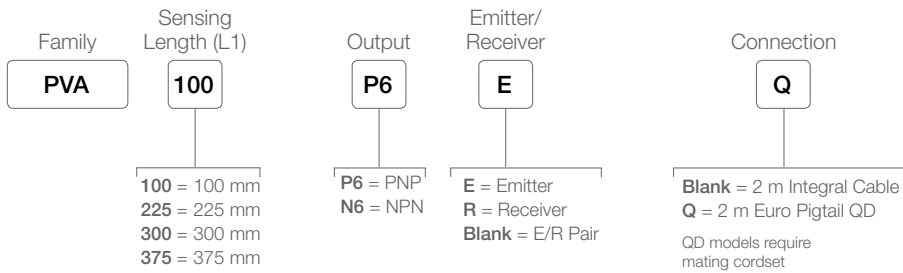 Family
Sensing
Length (L1)
Output
Emitter/
Receiver
Connection
PVA
100
P6
E
Q
100 = 100 mm
225 = 225 mm
300 = 300 mm
375 = 375 mm
P6 = PNP
N6 = NPN
E = Emitter
R = Receiver
Blank = E/R Pair
Blank = 2 m Integral Cable
Q = 2 m Euro Pigtail QD
QD models require
mating cordset